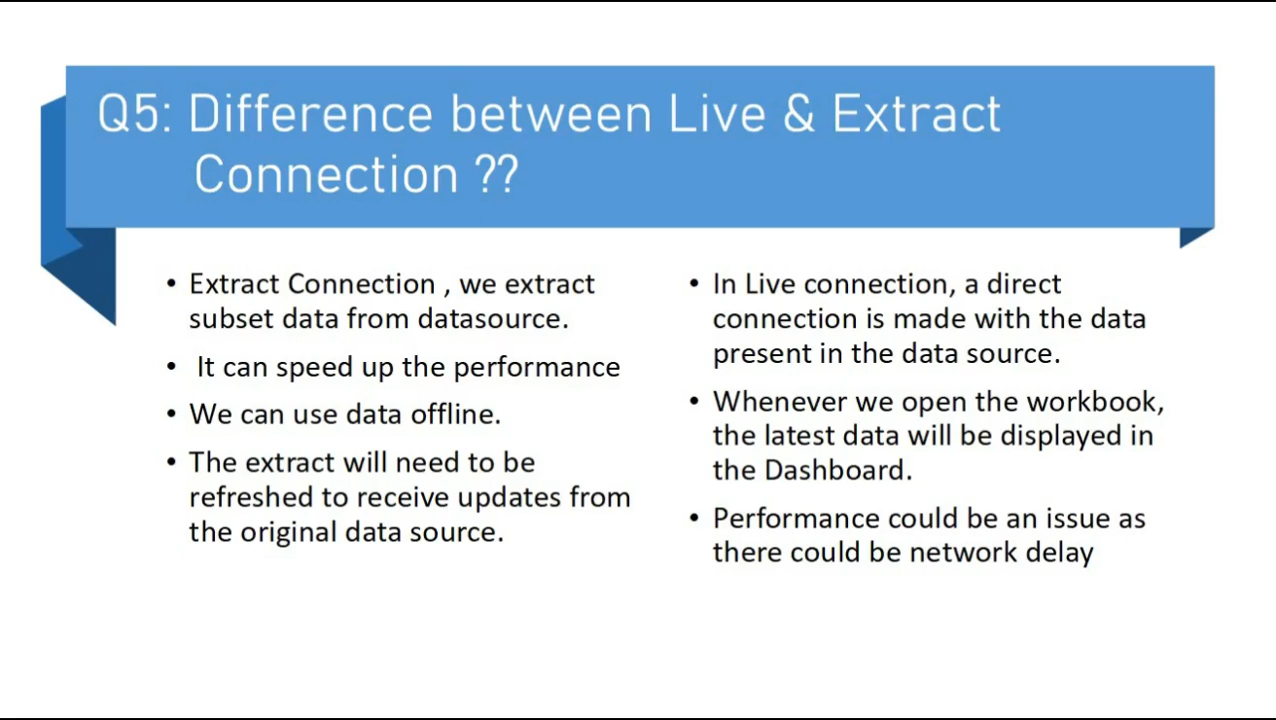 Q5: Difference between Live & Extract
Connection ??
• Extract Connection , we extract
subset data from datasource.
• It can speed up the performance
• We can use data offline.
• The extract will need to be
refreshed to receive updates from
the original data source.
• In Live connection, a direct
connection is made with the data
present in the data source.
• Whenever we open the workbook,
the latest data will be displayed in
the Dashboard.
• Performance could be an issue as
there could be network delay